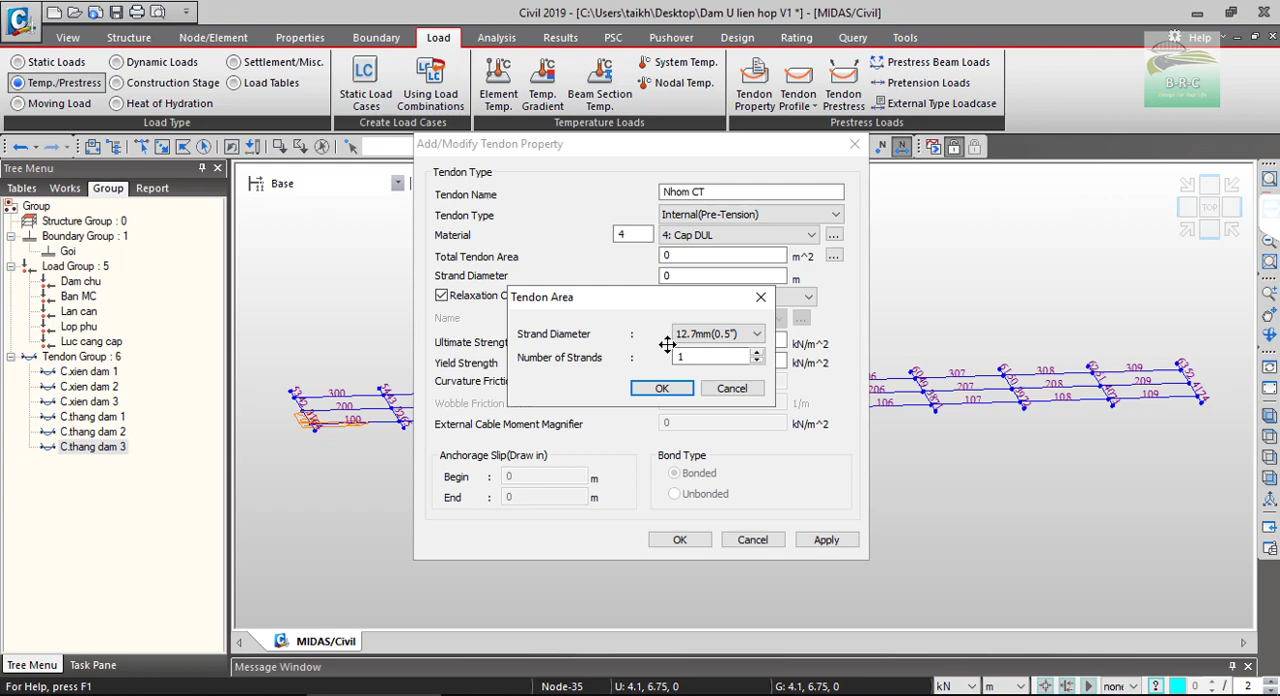 Civil 2019 - [C:\Users\taikh\Desktop\Dam U lien hop V1 *] - [MIDAS/Civil]
View Structure Node/Element Properties Boundary Load Analysis Results PSC Pushover Design Rating Query Tools Help
Static Loads Dynamic Loads Settlement/Misc.
Temp./Prestress Construction Stage Load Tables
Moving Load Heat of Hydration
Load Type
Static Load Cases Using Load Combinations
Create Load Cases
Element Temp. Temp. Gradient Beam Section Temp. System Temp. Nodal Temp.
Temperature Loads
Tendon Property Tendon Profile Tendon Prestress Prestress Beam Loads Pretension Loads External Type Loadcase
Prestress Loads
B-R-C
Tree Menu
Tables Works Group Report
Group
Structure Group : 0
Boundary Group : 1
Goi
Load Group : 5
Dam chu
Ban MC
Lan can
Lop phu
Luc cang cap
Tendon Group : 6
C.xien dam 1
C.xien dam 2
C.xien dam 3
C.thang dam 1
C.thang dam 2
C.thang dam 3
Tree Menu Task Pane
Base
TOP
Add/Modify Tendon Property
Tendon Type
Tendon Name Nhom CT
Tendon Type Internal(Pre-Tension)
Material 4 4: Cap DUL ...
Total Tendon Area 0 m^2 ...
Strand Diameter 0 m
Relaxation C
Name ...
Ultimate Strengt kN/m^2
Yield Strength kN/m^2
Curvature Frictio
Wobble Friction 1/m
External Cable Moment Magnifier 0 kN/m^2
Anchorage Slip(Draw in)
Begin : 0 m
End : 0 m
Bond Type
Bonded
Unbonded
OK Cancel Apply
Tendon Area
Strand Diameter : 12.7mm(0.5")
Number of Strands : 1
OK Cancel
300
200
100
307 308 309
206 207 208 209
106 107 108 109
MIDAS/Civil
Message Window
For Help, press F1 Node-35 U: 4.1, 6.75, 0 G: 4.1, 6.75, 0 kN m none ? 0 / 2